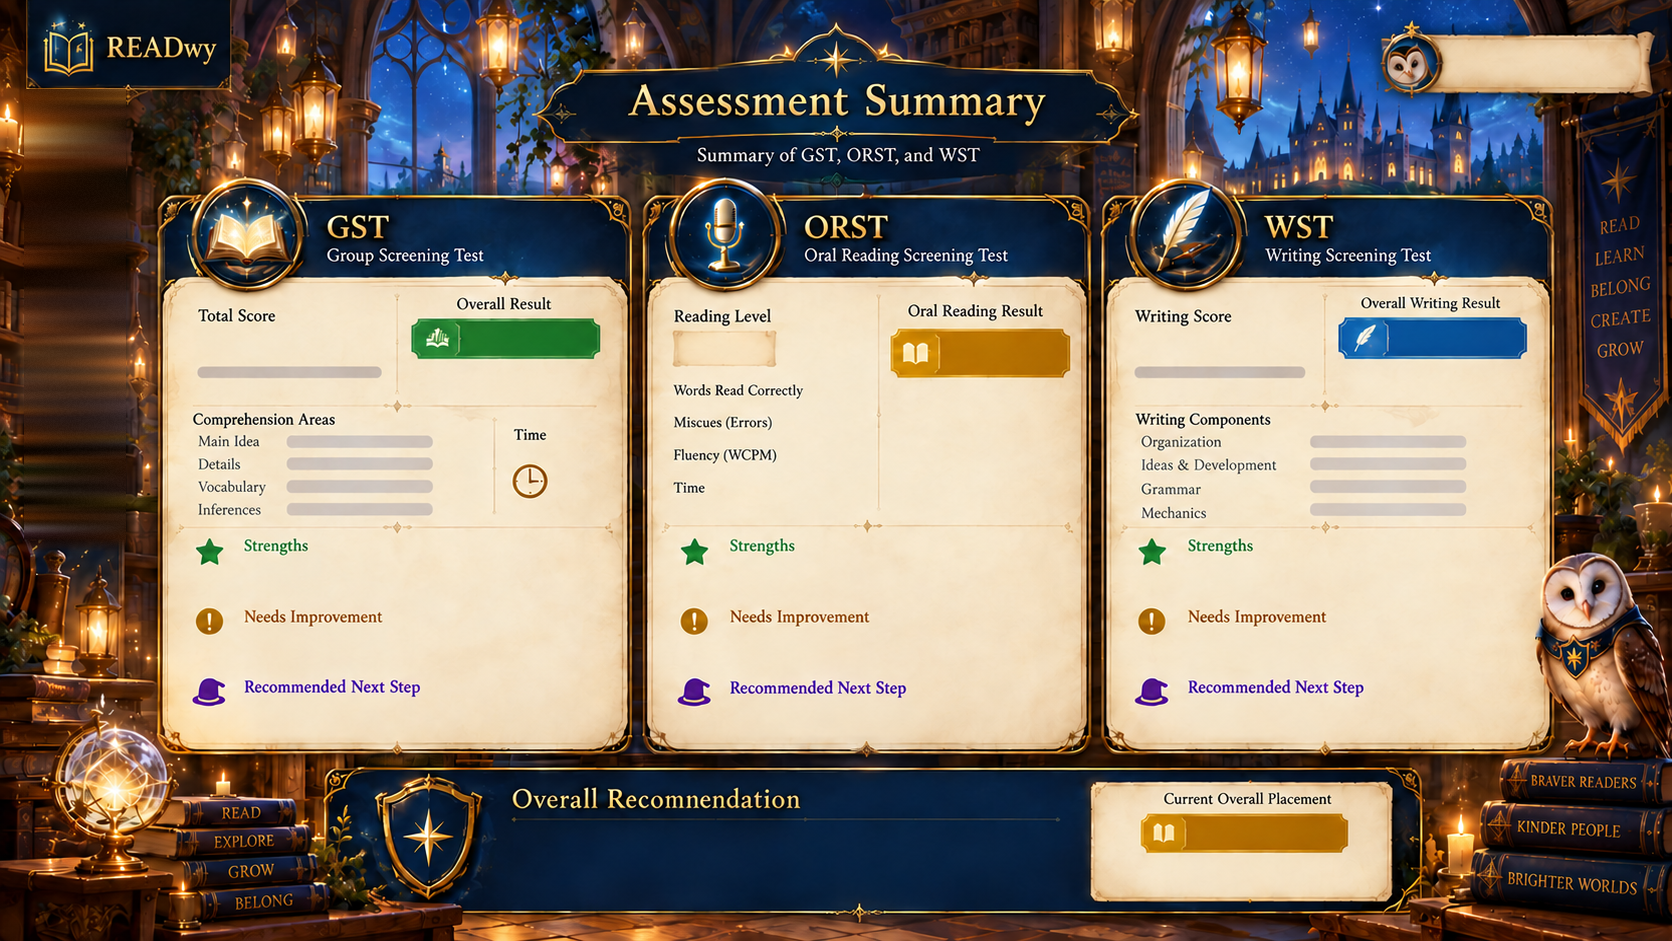 READwy
Assessment Summary
Summary of GST, ORST, and WST
GST
Group Screening Test
Total Score
Overall Result
Comprehension Areas
Main Idea
Details
Vocabulary
Inferences
Time
Strengths
Needs Improvement
Recommended Next Step
ORST
Oral Reading Screening Test
Reading Level
Oral Reading Result
Words Read Correctly
Miscues (Errors)
Fluency (WCPM)
Time
Strengths
Needs Improvement
Recommended Next Step
WST
Writing Screening Test
Writing Score
Overall Writing Result
Writing Components
Organization
Ideas & Development
Grammar
Mechanics
Strengths
Needs Improvement
Recommended Next Step
READ
LEARN
BELONG
CREATE
GROW
Overall Recomnendation
Current Overall Placement
READ
EXPLORE
GROW
BELONG
BRAVER READERS
KINDER PEOPLE
BRIGHTER WORLDS